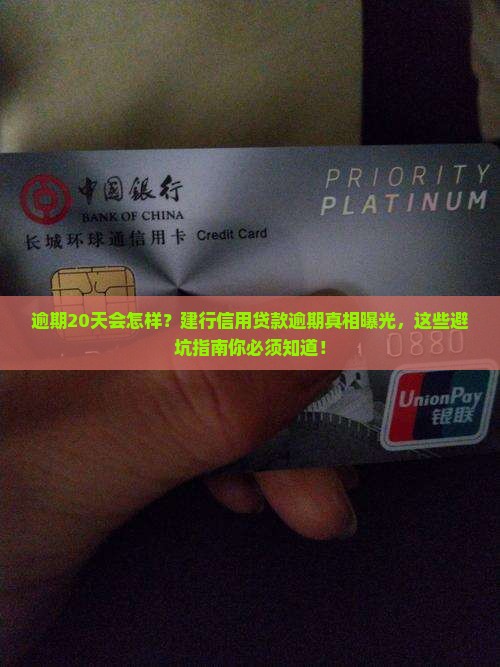 中国银行
BANK OF CHINA
长城环球通信用卡 Credit Card
PRIORITY
PLATINUM
逾期20天会怎样？建行信用贷款逾期真相曝光，这些避
坑指南你必须知道！
0880
UnionPay
银联